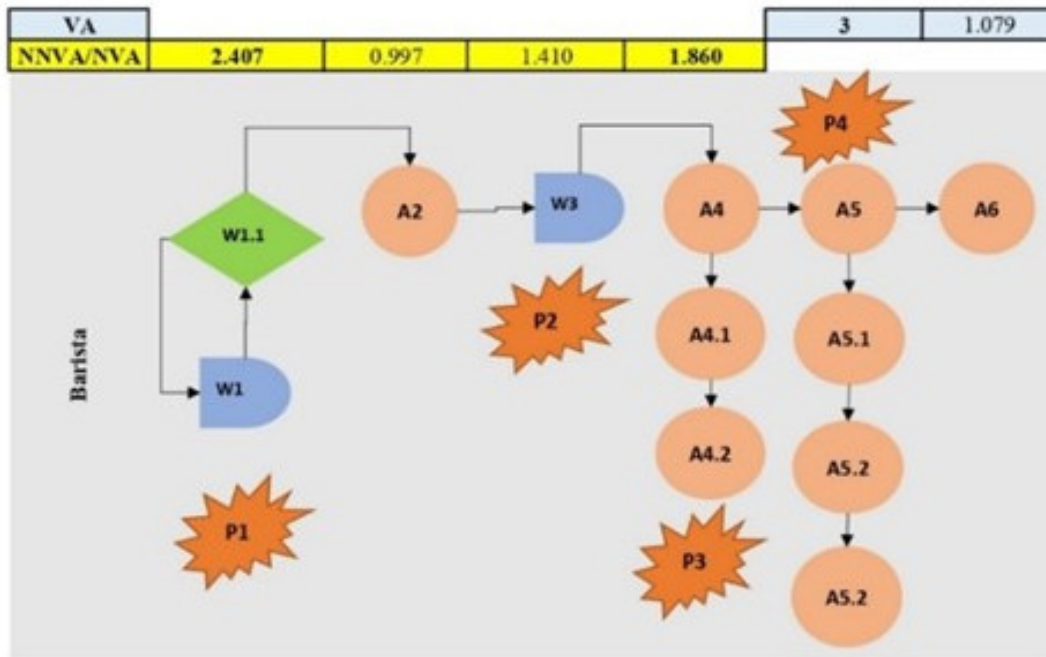 VA 3 1.079
NNVA/NVA 2.407 0.997 1.410 1.860
P4
A2 W3 A4 A5 A6
W1.1
P2
A4.1 A5.1
Barista
W1
A4.2 A5.2
P1
P3
A5.2